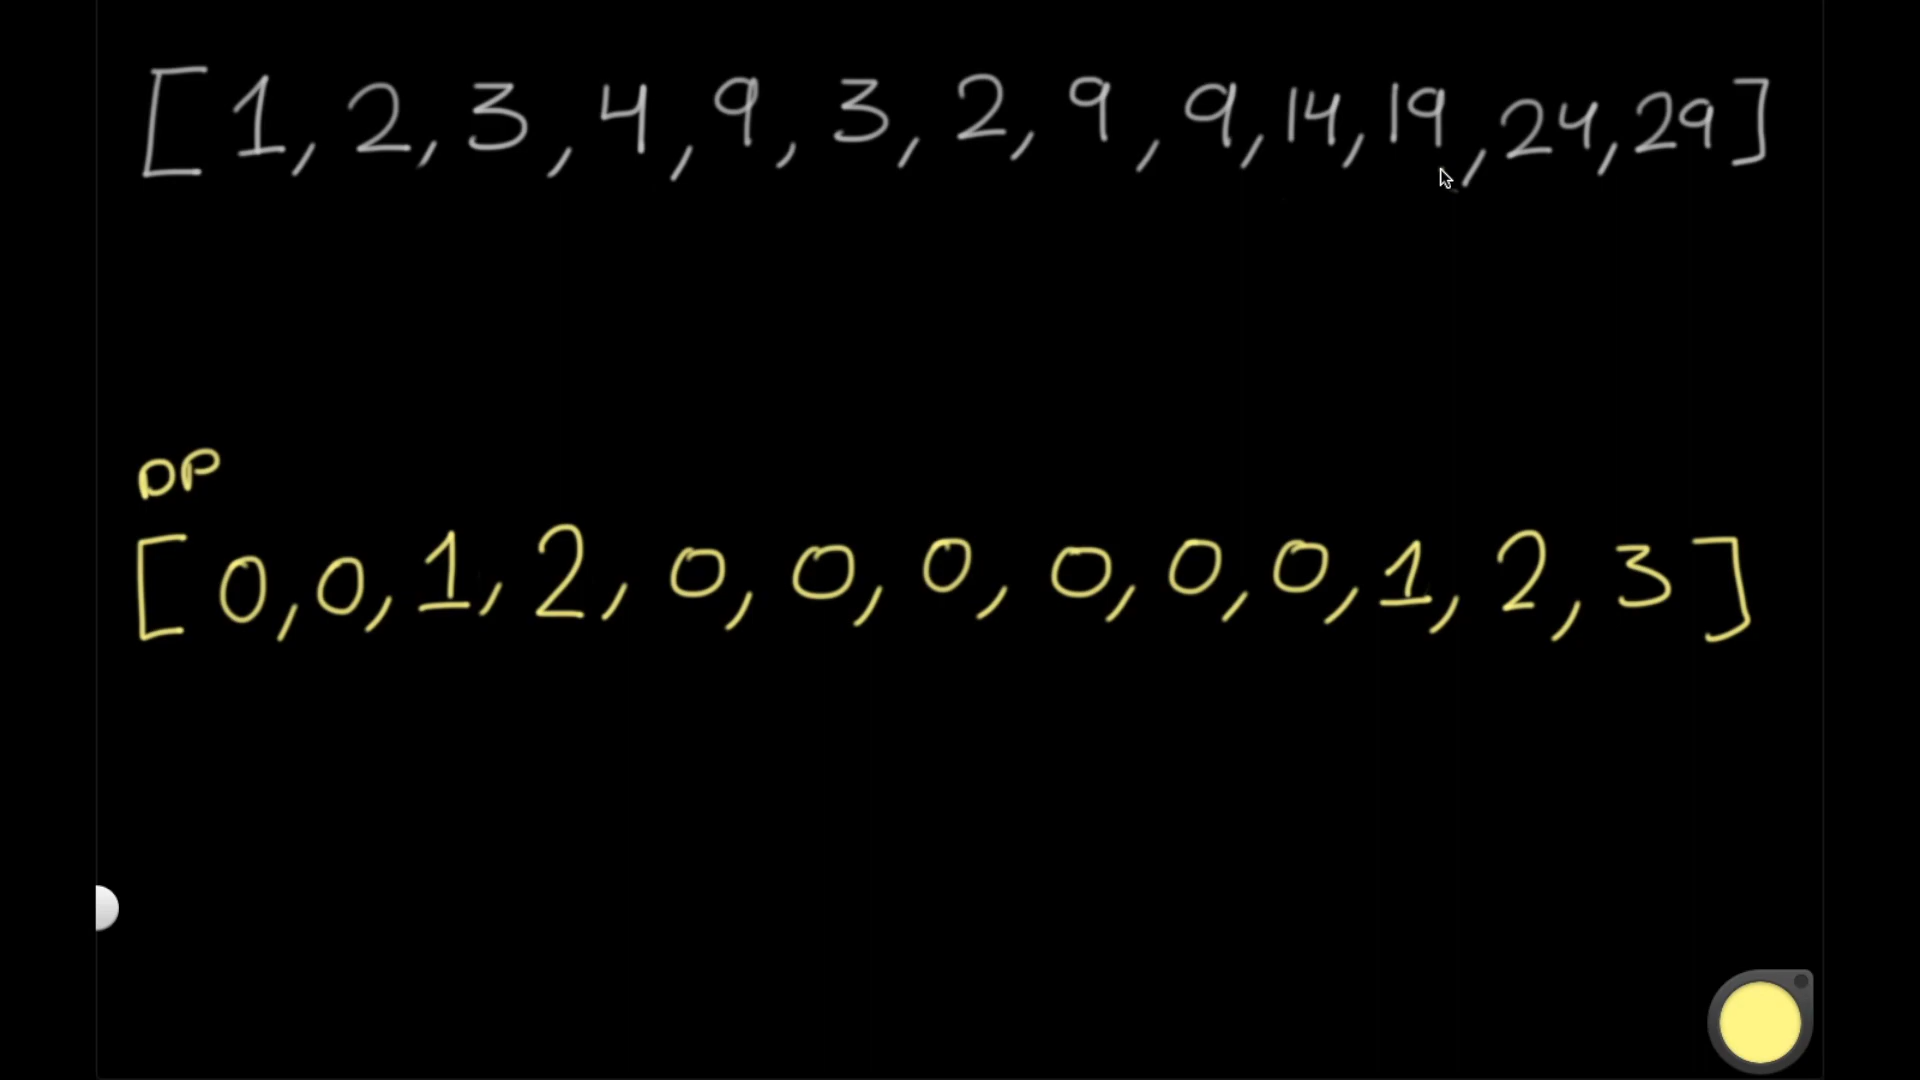 [1, 2, 3, 4, 9, 3, 2, 9, 9, 14, 19, 24, 29]
DP
[0, 0, 1, 2, 0, 0, 0, 0, 0, 0, 1, 2, 3]